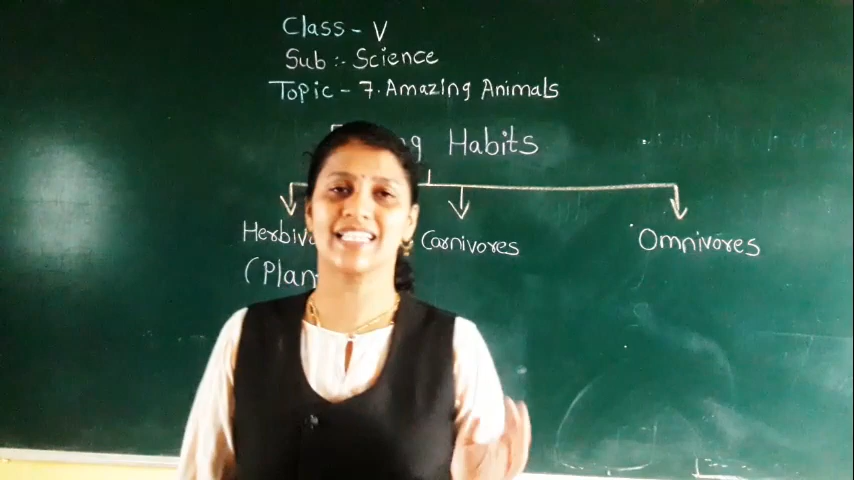 Class - V
Sub :- Science
Topic - 7. Amazing Animals
Habits
Carnivores Omnivores